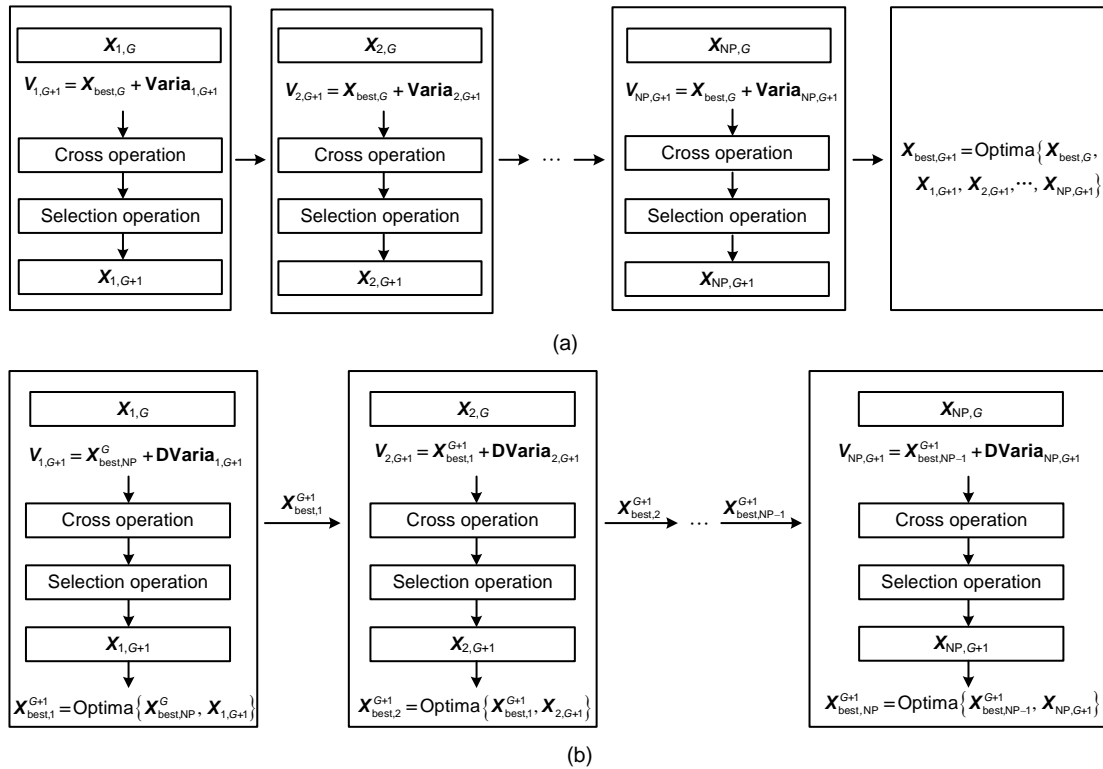 X1,G
V1,G+1 = Xbest,G + Varia1,G+1
Cross operation
Selection operation
X1,G+1
X2,G
V2,G+1 = Xbest,G + Varia2,G+1
Cross operation
Selection operation
X2,G+1
...
XNP,G
VNP,G+1 = Xbest,G + VariaNP,G+1
Cross operation
Selection operation
XNP,G+1
Xbest,G+1 = Optima{Xbest,G,
X1,G+1, X2,G+1, ..., XNP,G+1}
(a)
X1,G
V1,G+1 = X^G_best,NP + DVaria1,G+1
Cross operation
Selection operation
X1,G+1
X^G+1_best,1 = Optima{X^G_best,NP, X1,G+1}
X^G+1_best,1
X2,G
V2,G+1 = X^G+1_best,1 + DVaria2,G+1
Cross operation
Selection operation
X2,G+1
X^G+1_best,2 = Optima{X^G+1_best,1, X2,G+1}
X^G+1_best,2
...
X^G+1_best,NP−1
XNP,G
VNP,G+1 = X^G+1_best,NP−1 + DVariaNP,G+1
Cross operation
Selection operation
XNP,G+1
X^G+1_best,NP = Optima{X^G+1_best,NP−1, XNP,G+1}
(b)